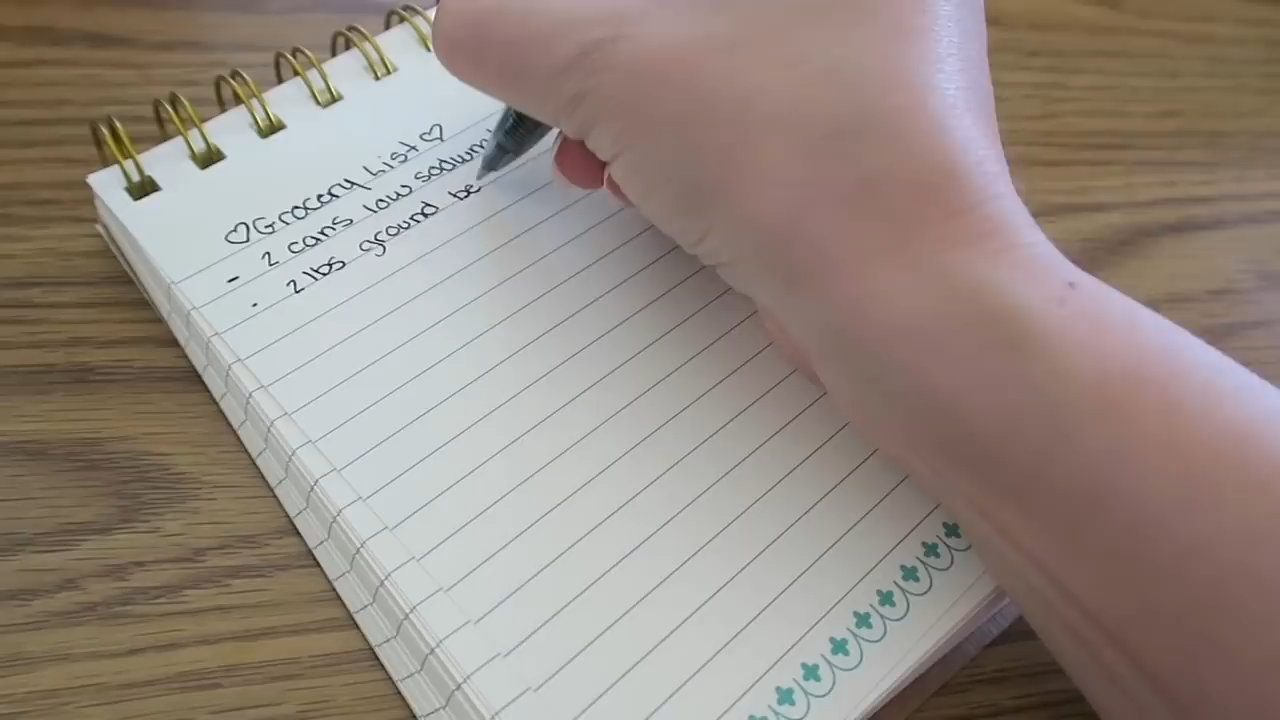 ♡Grocery List♡
- 2 cans low sodium
- 2 lbs ground be